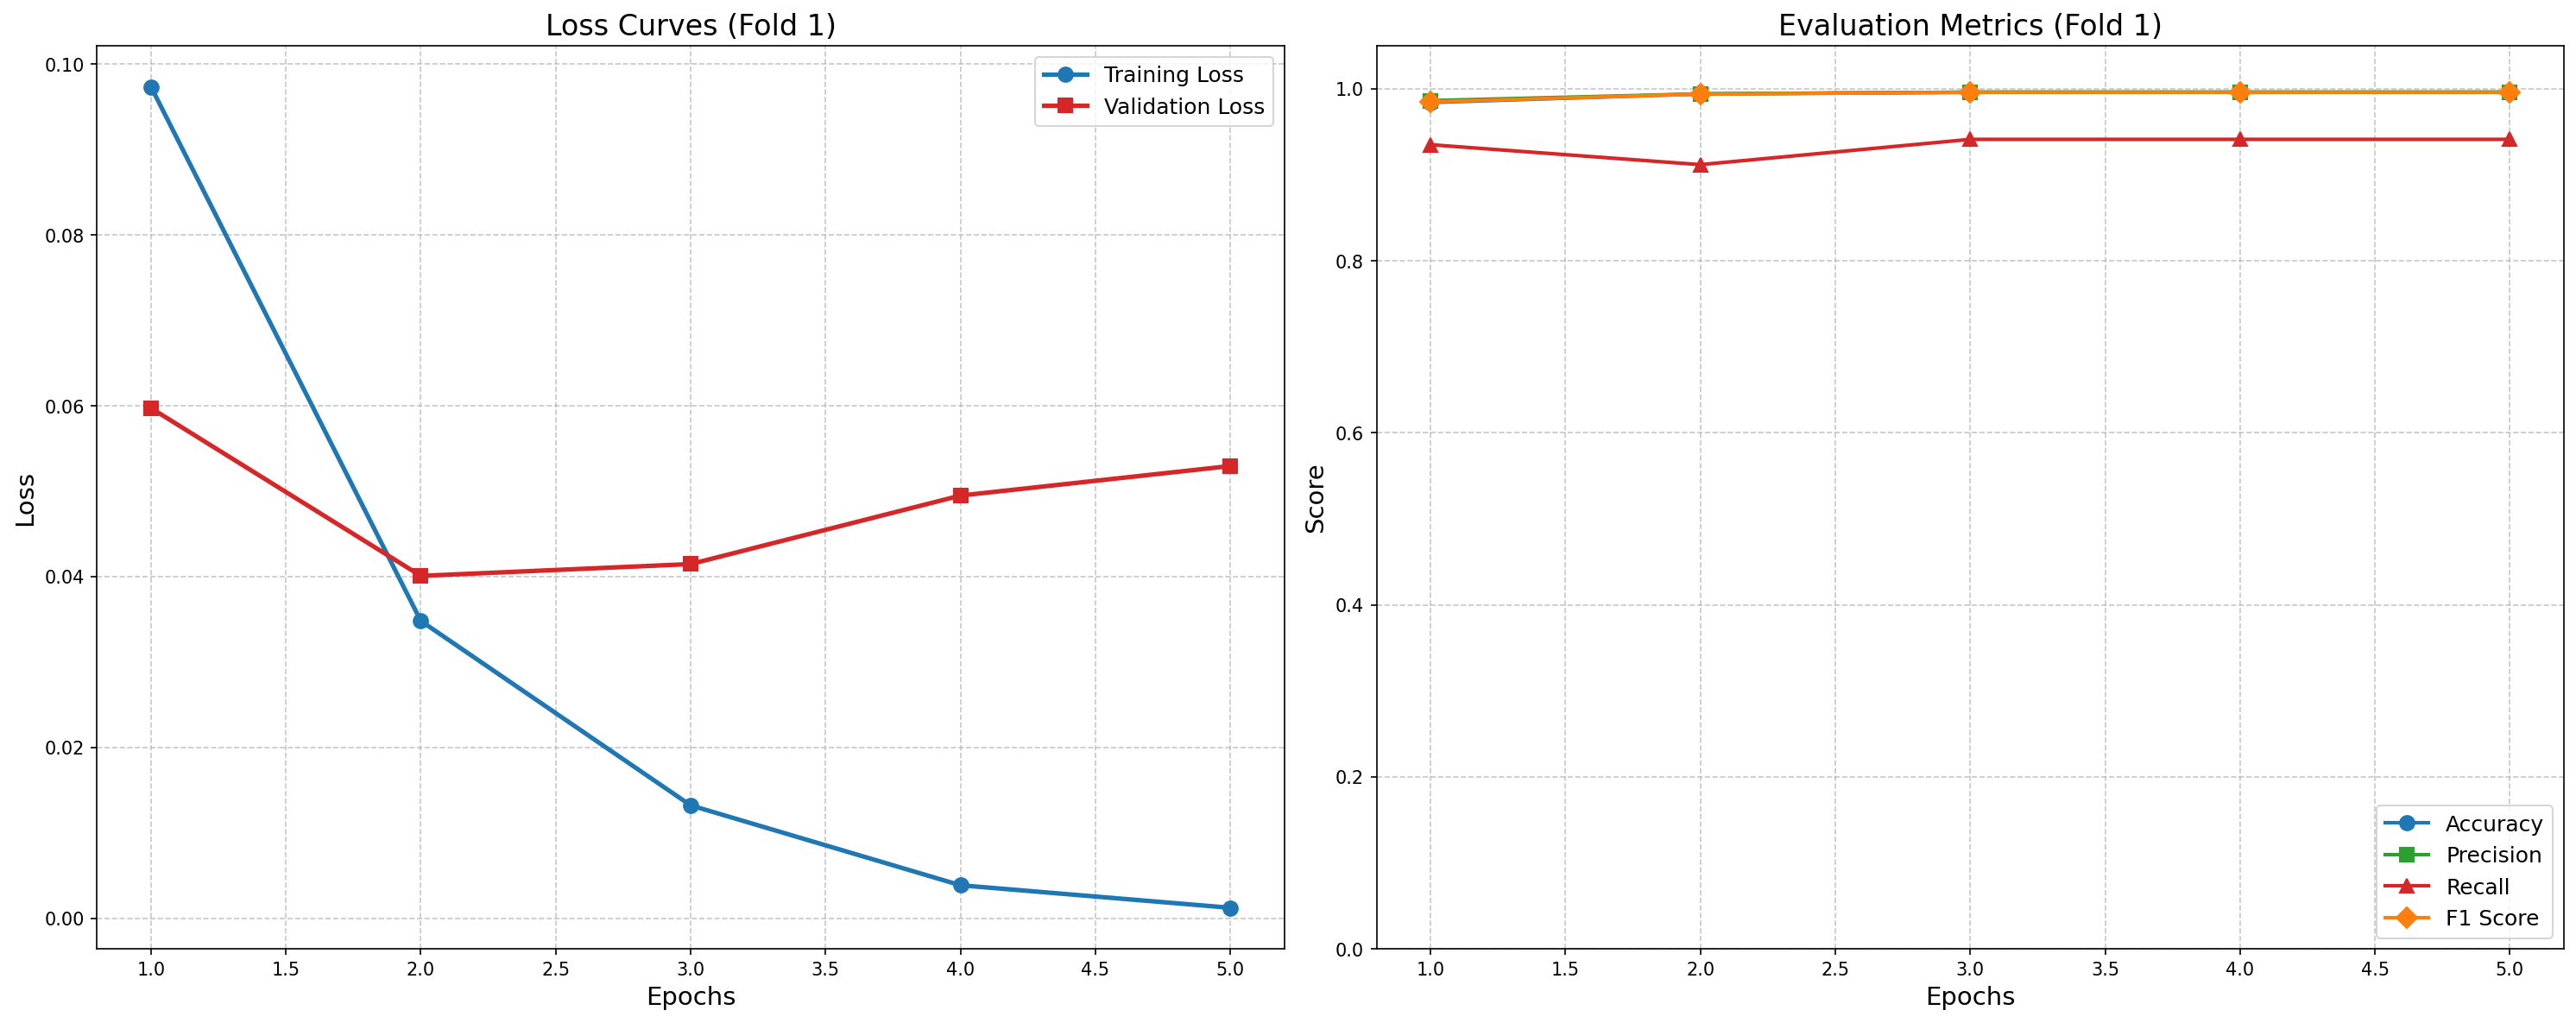 Loss Curves (Fold 1)
0.10
0.08
0.06
0.04
0.02
0.00
Loss
1.0 1.5 2.0 2.5 3.0 3.5 4.0 4.5 5.0
Epochs
Training Loss
Validation Loss
Evaluation Metrics (Fold 1)
1.0
0.8
0.6
0.4
0.2
0.0
Score
1.0 1.5 2.0 2.5 3.0 3.5 4.0 4.5 5.0
Epochs
Accuracy
Precision
Recall
F1 Score